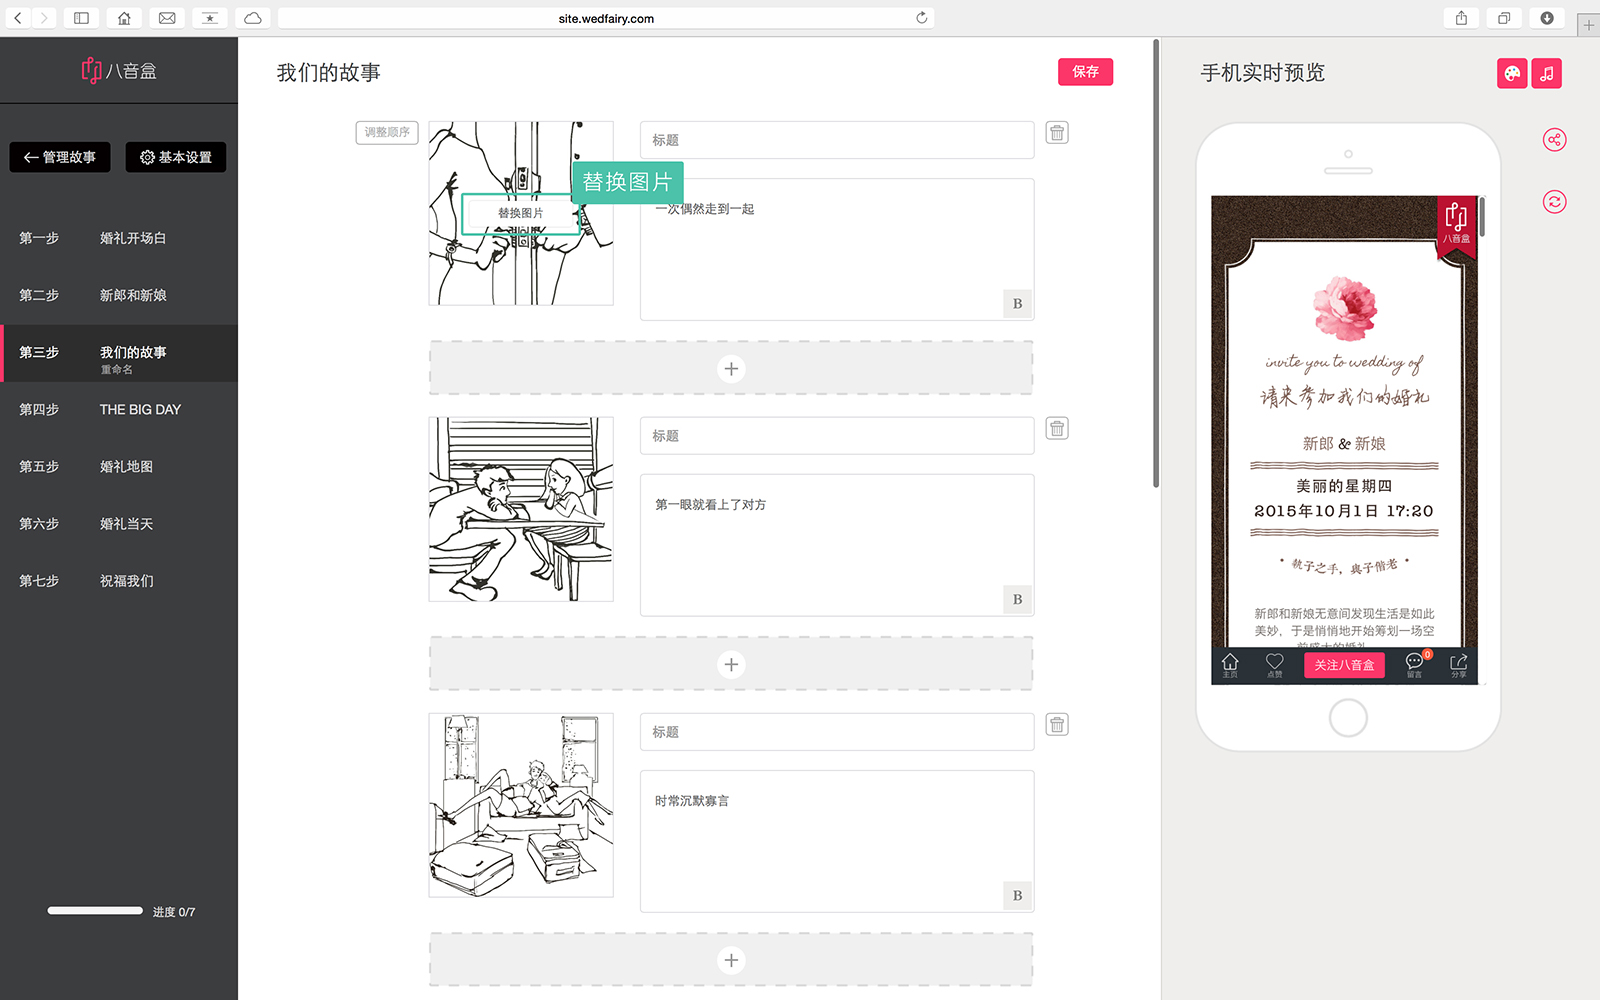 site.wedfairy.com
八音盒
管理故事
基本设置
第一步 婚礼开场白
第二步 新郎和新娘
第三步 我们的故事
重命名
第四步 THE BIG DAY
第五步 婚礼地图
第六步 婚礼当天
第七步 祝福我们
进度 0/7
我们的故事
保存
调整顺序
替换图片
替换图片
标题
一次偶然走到一起
B
标题
第一眼就看上了对方
B
标题
时常沉默寡言
B
手机实时预览
八音盒
invite you to wedding of
请来参加我们的婚礼
新郎 & 新娘
美丽的星期四
2015年10月1日 17:20
执子之手，与子偕老
新郎和新娘无意间发现生活是如此
美妙，于是悄悄地开始筹划一场空
前盛大的婚礼
主页
点赞
关注八音盒
0
留言
分享